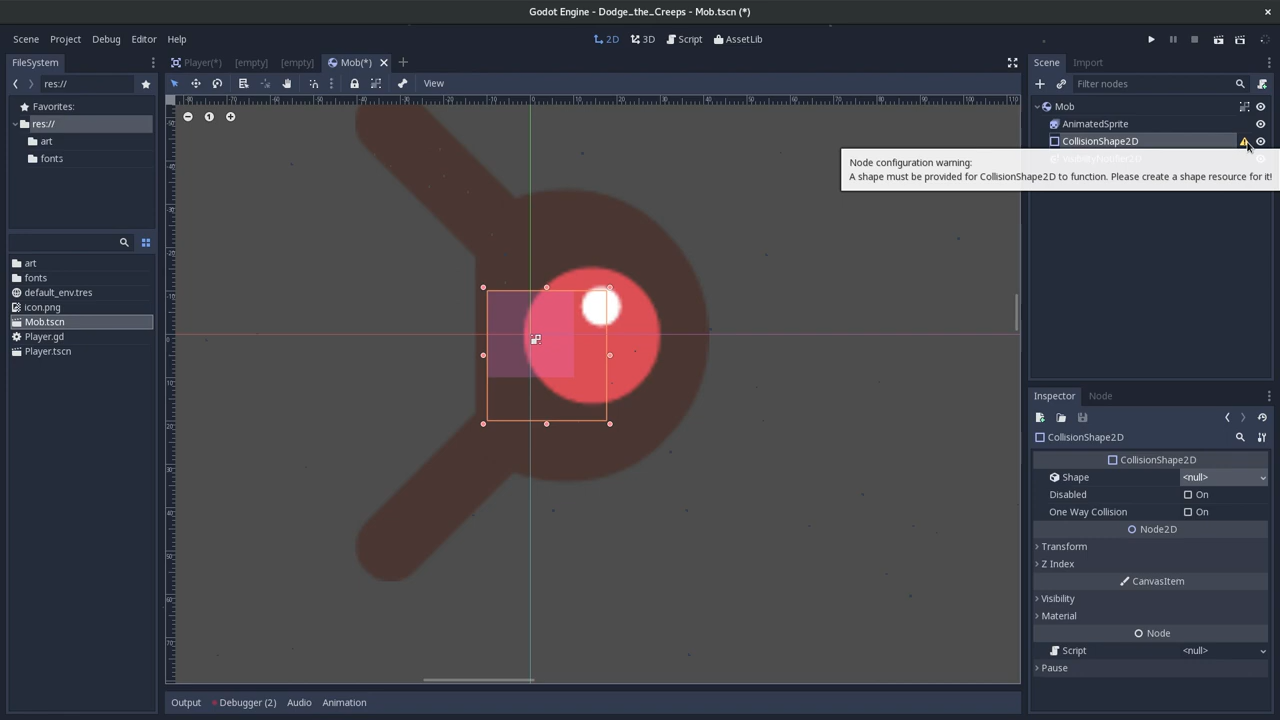 Godot Engine - Dodge_the_Creeps - Mob.tscn (*)
Scene Project Debug Editor Help
2D 3D Script AssetLib
FileSystem
Player(*) [empty] [empty] Mob(*)
Scene Import
res://
View
Filter nodes
Favorites:
res://
art
fonts
Mob
AnimatedSprite
CollisionShape2D
Node configuration warning:
A shape must be provided for CollisionShape2D to function. Please create a shape resource for it!
art
fonts
default_env.tres
icon.png
Mob.tscn
Player.gd
Player.tscn
Inspector Node
CollisionShape2D
CollisionShape2D
Shape <null>
Disabled On
One Way Collision On
Node2D
Transform
Z Index
CanvasItem
Visibility
Material
Node
Script <null>
Pause
Output Debugger (2) Audio Animation